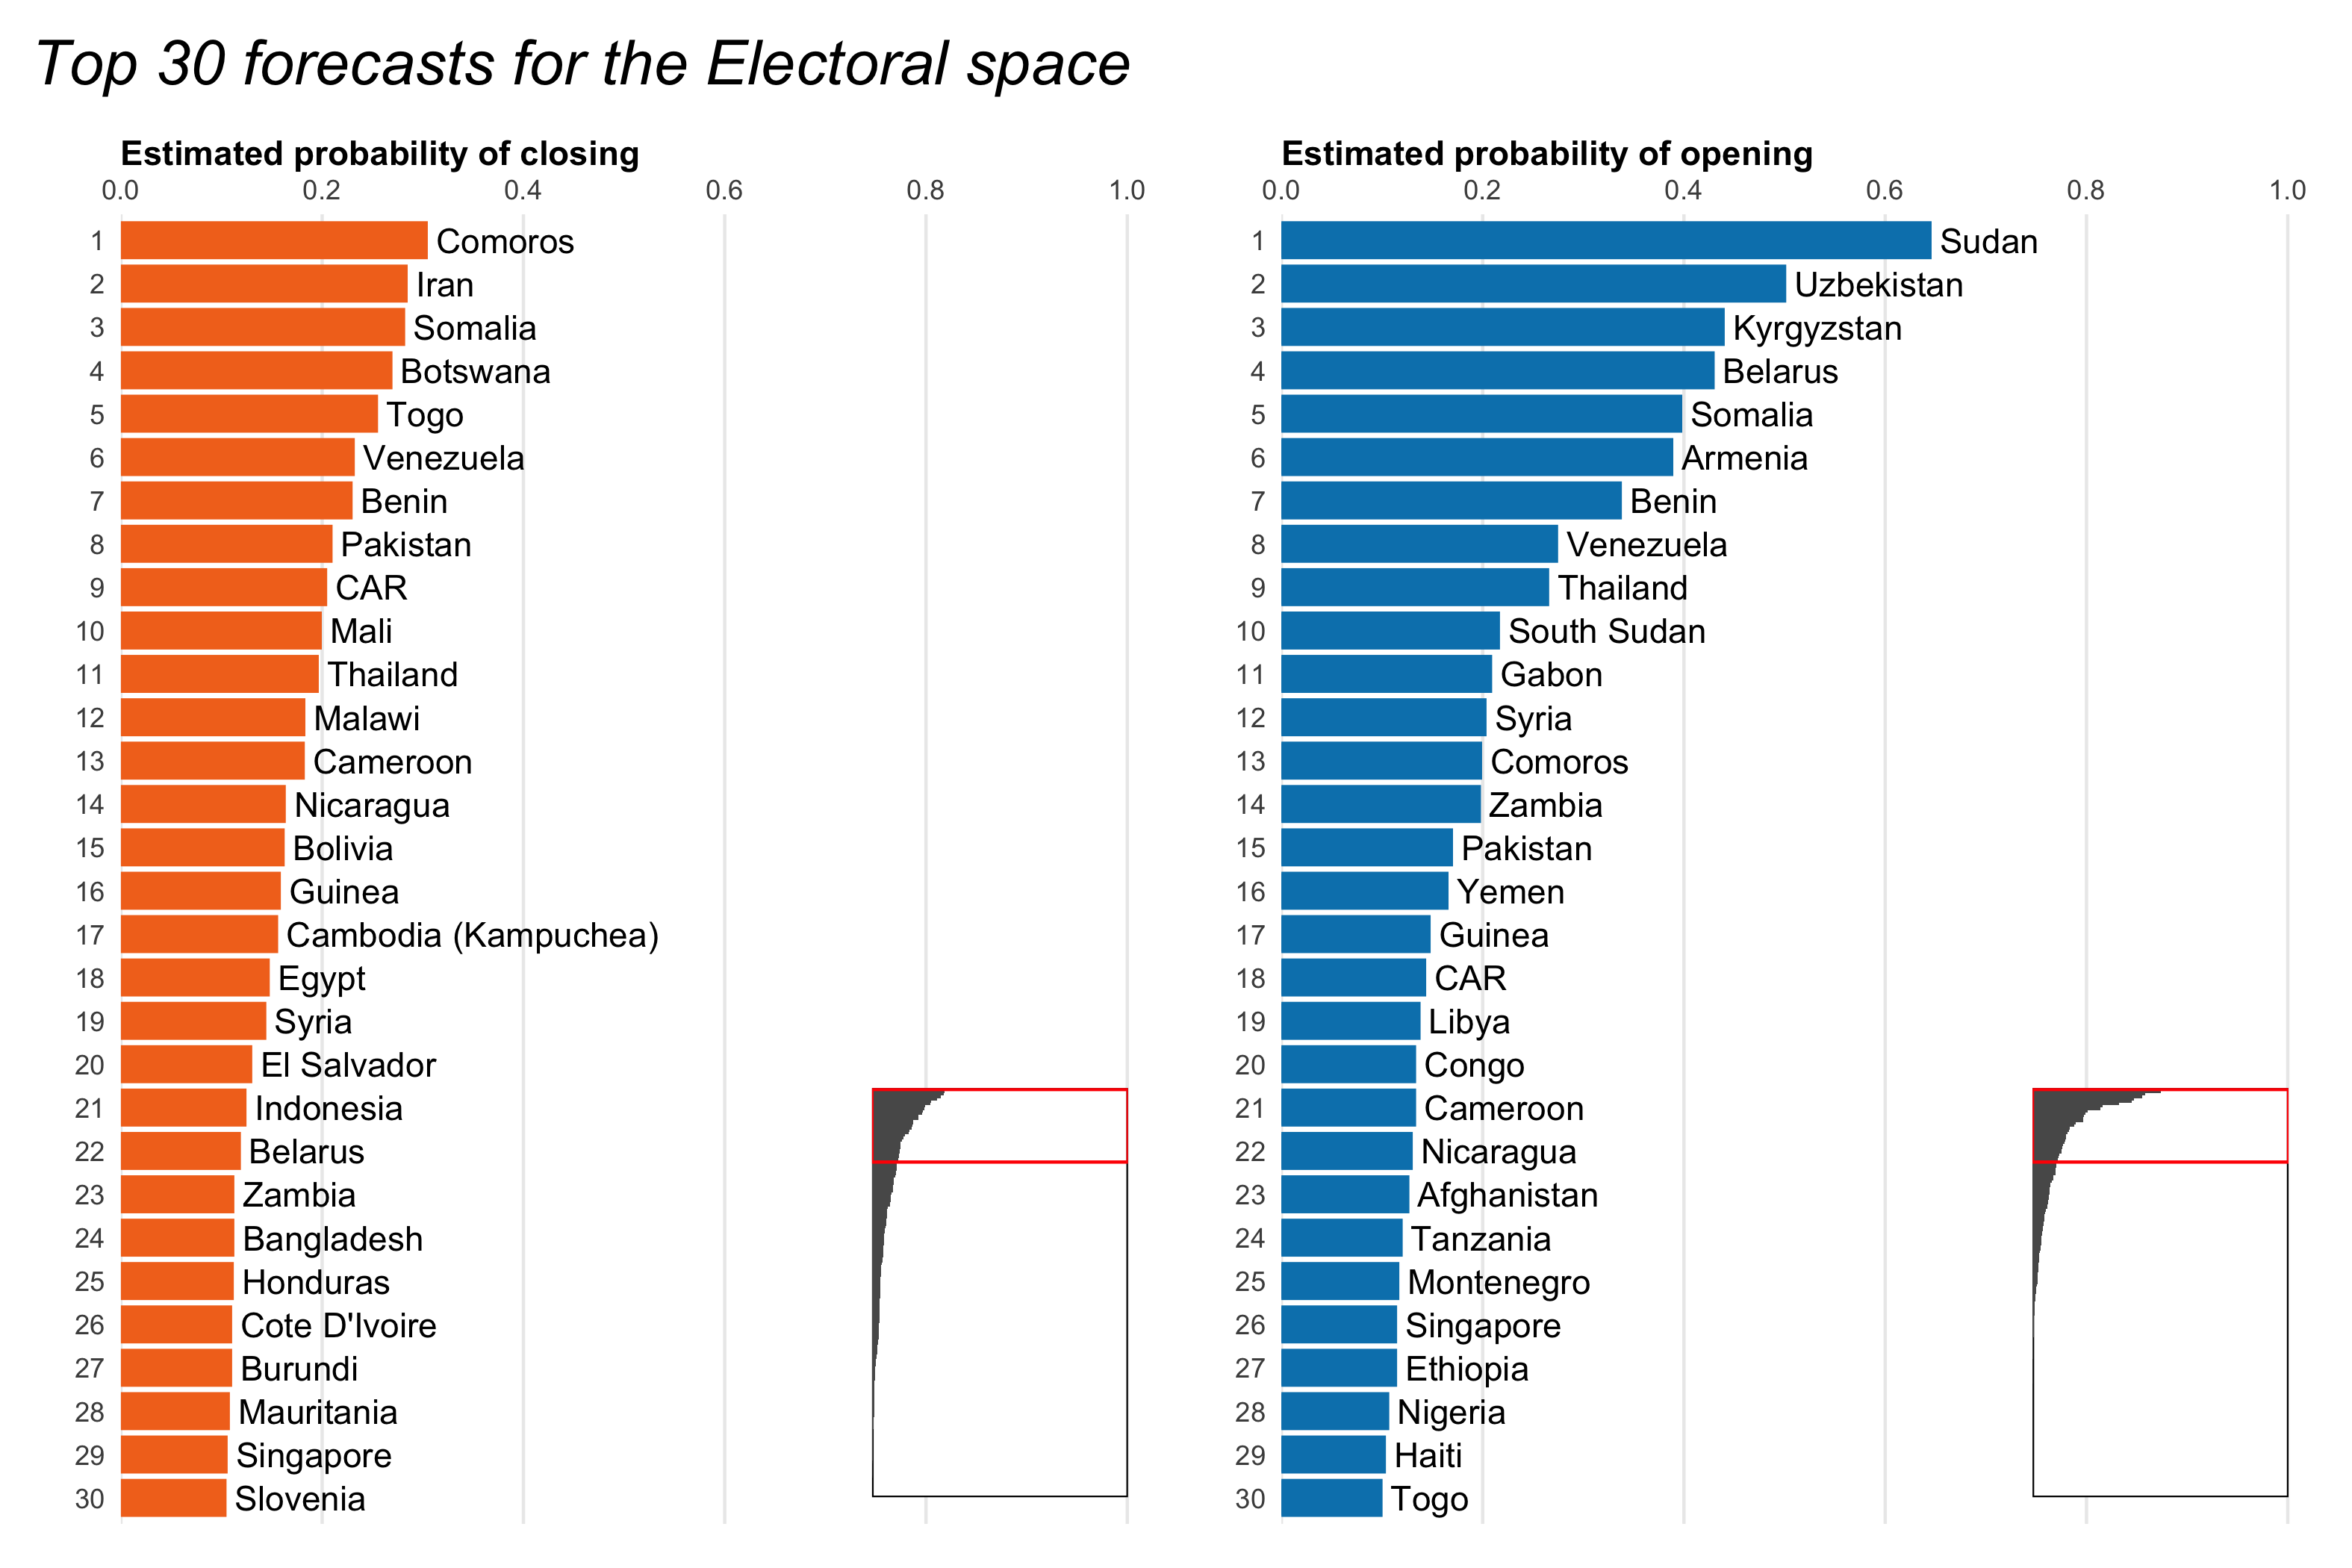 Top 30 forecasts for the Electoral space
Estimated probability of closing
0.0 0.2 0.4 0.6 0.8 1.0
1 Comoros
2 Iran
3 Somalia
4 Botswana
5 Togo
6 Venezuela
7 Benin
8 Pakistan
9 CAR
10 Mali
11 Thailand
12 Malawi
13 Cameroon
14 Nicaragua
15 Bolivia
16 Guinea
17 Cambodia (Kampuchea)
18 Egypt
19 Syria
20 El Salvador
21 Indonesia
22 Belarus
23 Zambia
24 Bangladesh
25 Honduras
26 Cote D'Ivoire
27 Burundi
28 Mauritania
29 Singapore
30 Slovenia
Estimated probability of opening
0.0 0.2 0.4 0.6 0.8 1.0
1 Sudan
2 Uzbekistan
3 Kyrgyzstan
4 Belarus
5 Somalia
6 Armenia
7 Benin
8 Venezuela
9 Thailand
10 South Sudan
11 Gabon
12 Syria
13 Comoros
14 Zambia
15 Pakistan
16 Yemen
17 Guinea
18 CAR
19 Libya
20 Congo
21 Cameroon
22 Nicaragua
23 Afghanistan
24 Tanzania
25 Montenegro
26 Singapore
27 Ethiopia
28 Nigeria
29 Haiti
30 Togo